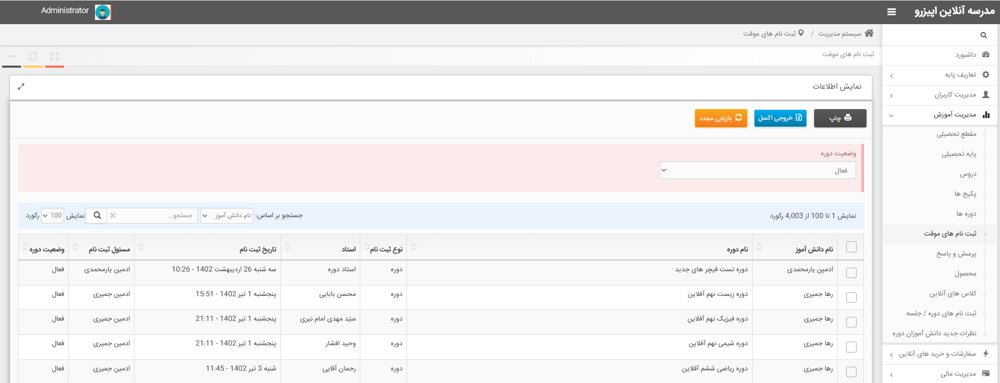 مدرسه آنلاین اپیزرو
Administrator
سیستم مدیریت / ثبت نام های موقت
ثبت نام های موقت
داشبورد
تعاریف پایه
مدیریت کاربران
مدیریت آموزش
مقطع تحصیلی
پایه تحصیلی
دروس
پکیج ها
دوره ها
ثبت نام های موقت
پرسش و پاسخ
محصول
کلاس های آنلاین
ثبت نام های دوره / جلسه
نظرات جدید دانش آموزان دوره
سفارشات و خرید های آنلاین
مدیریت مالی
نمایش اطلاعات
چاپ خروجی اکسل بازیابی مجدد
وضعیت دوره
فعال
نمایش 1 تا 100 از 4,003 رکورد جستجو بر اساس: نام دانش آموز جستجو... نمایش 100 رکورد
نام دانش آموز نام دوره نوع ثبت نام استاد تاریخ ثبت نام مسئول ثبت نام وضعیت دوره
ادمین یارمحمدی دوره تست فیچر های جدید دوره استاد دوره سه شنبه 26 اردیبهشت 1402 - 10:26 ادمین یارمحمدی فعال
رها جمیری دوره زیست نهم آفلاین دوره محسن بابایی پنجشنبه 1 تیر 1402 - 15:51 ادمین جمیری فعال
رها جمیری دوره فیزیک نهم آفلاین دوره سیّد مهدی امام نیری پنجشنبه 1 تیر 1402 - 21:11 ادمین جمیری فعال
رها جمیری دوره شیمی نهم آفلاین دوره وحید افشار پنجشنبه 1 تیر 1402 - 21:11 ادمین جمیری فعال
رها جمیری دوره ریاضی ششم آفلاین دوره رحمان آقایی شنبه 3 تیر 1402 - 11:45 ادمین جمیری فعال